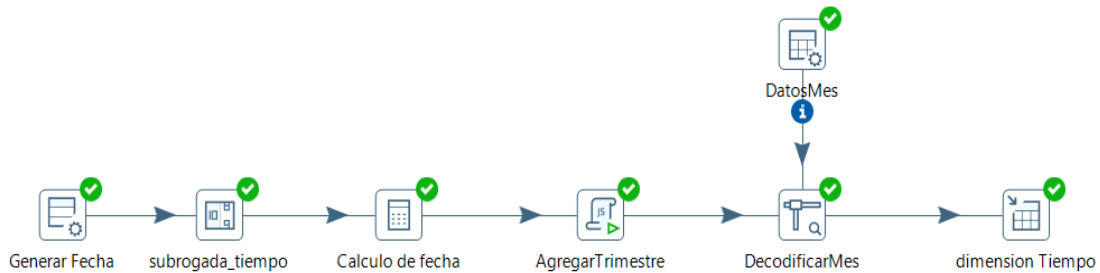 DatosMes
Generar Fecha
subrogada_tiempo
Calculo de fecha
AgregarTrimestre
DecodificarMes
dimension Tiempo